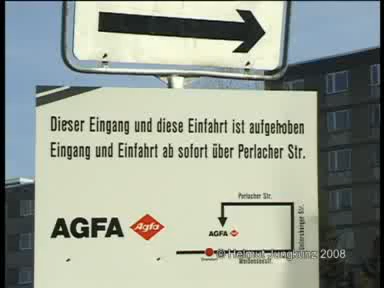 Dieser Eingang und diese Einfahrt ist aufgehoben
Eingang und Einfahrt ab sofort über Perlacher Str.
Perlacher Str.
AGFA
Agfa
AGFA
Weißenseestr.
© Helmut Jungkunz 2008